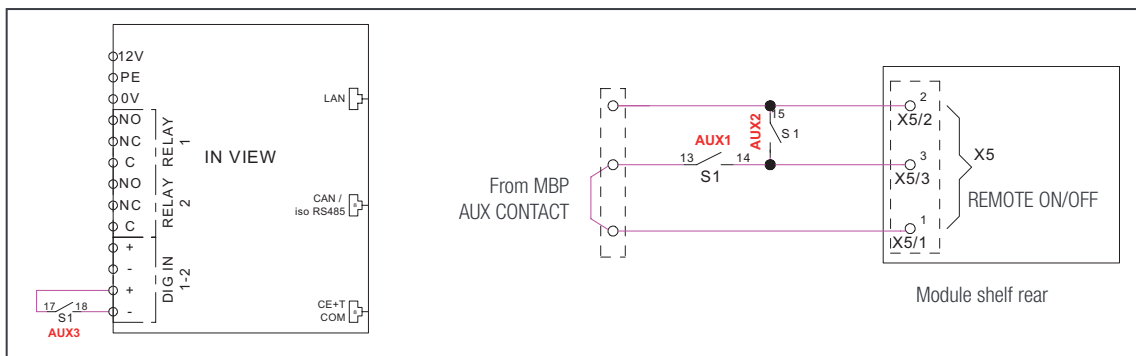 12V
PE
0V
NO
NC
C
NO
NC
C
+
-
+
-
RELAY 1
RELAY 2
DIG IN 1-2
IN VIEW
LAN
CAN /
iso RS485
CE+T
COM
17 18
S1
AUX3
From MBP
AUX CONTACT
AUX1
13 14
S1
AUX2
15
S1
2
X5/2
3
X5/3
1
X5/1
X5
REMOTE ON/OFF
Module shelf rear